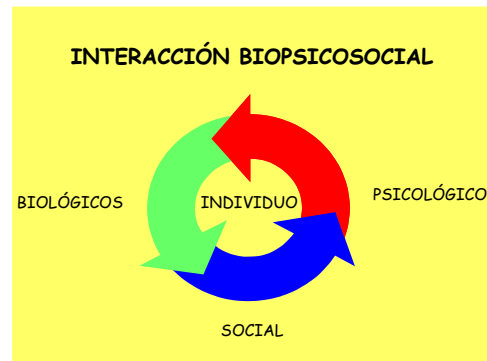 INTERACCIÓN BIOPSICOSOCIAL
BIOLÓGICOS
INDIVIDUO
PSICOLÓGICO
SOCIAL